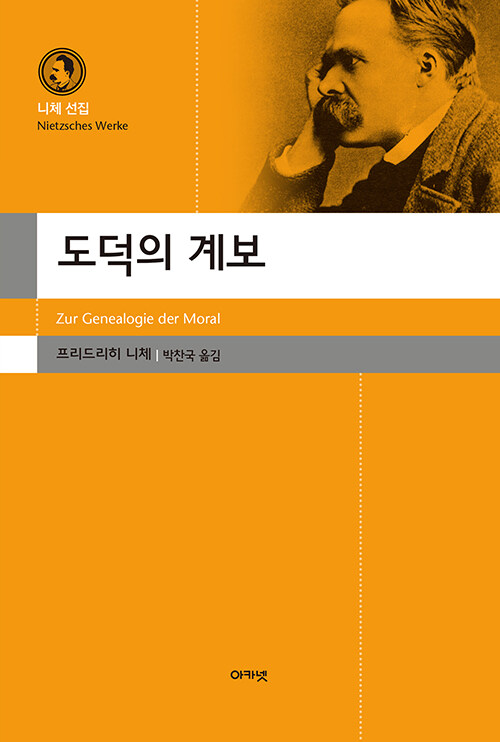 니체 선집
Nietzsches Werke
도덕의 계보
Zur Genealogie der Moral
프리드리히 니체 | 박찬국 옮김
아카넷